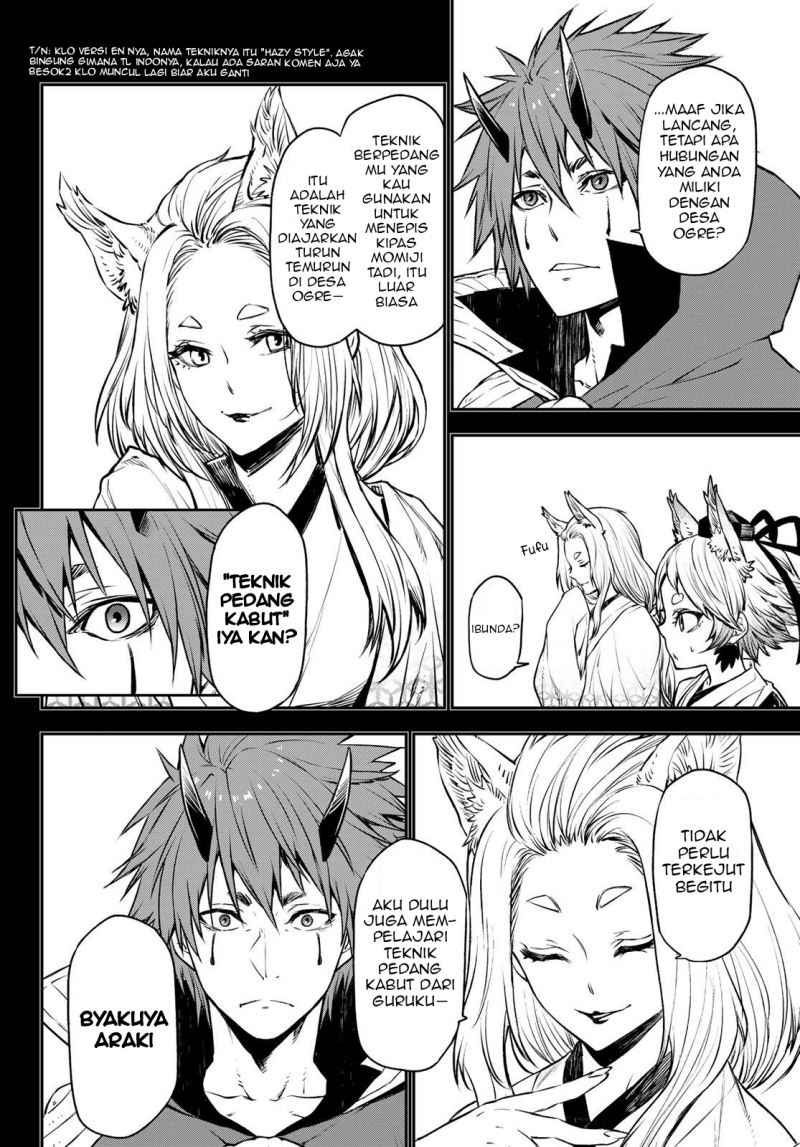 T/N: KLO VERSI EN NYA, NAMA TEKNIKNYA ITU "HAZY STYLE". AGAK
BINGUNG GIMANA TL INDONYA, KALAU ADA SARAN KOMEN AJA YA
BESOK2 KLO MUNCUL LAGI BIAR AKU GANTI
...MAAF JIKA
LANCANG,
TETAPI APA
HUBUNGAN
YANG ANDA
MILIKI
DENGAN
DESA
OGRE?
Fufu
IBUNDA?
TEKNIK
BERPEDANG
MU YANG
KAU
GUNAKAN
UNTUK
MENEPIS
KIPAS
MOMIJI
TADI, ITU
LUAR
BIASA
ITU
ADALAH
TEKNIK
YANG
DIAJARKAN
TURUN
TEMURUN
DI DESA
OGRE—
"TEKNIK
PEDANG
KABUT"
IYA KAN?
TIDAK
PERLU
TERKEJUT
BEGITU
AKU DULU
JUGA MEM-
PELAJARI
TEKNIK
PEDANG
KABUT DARI
GURUKU—
BYAKUYA
ARAKI